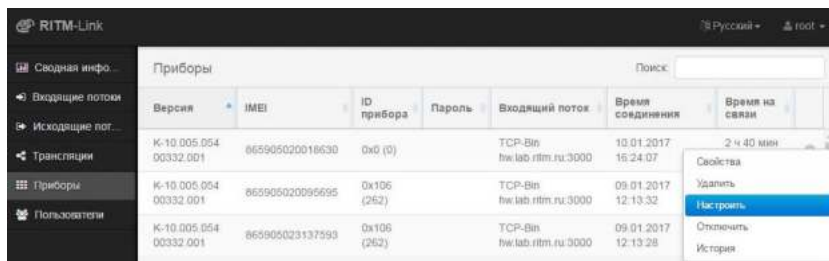 RITM-Link
Русский
root
Сводная инфо...
Входящие потоки
Исходящие пот...
Трансляции
Приборы
Пользователи
Приборы
Поиск:
Версия
IMEI
ID прибора
Пароль
Входящий поток
Время соединения
Время на связи
K-10.005.054 00332.001
865905020018630
0x0 (0)
TCP-Bin hw.lab.ritm.ru:3000
10.01.2017 16:24:07
2 ч 40 мин
K-10.005.054 00332.001
865905020095695
0x106 (262)
TCP-Bin hw.lab.ritm.ru:3000
09.01.2017 12:13:32
K-10.005.054 00332.001
865905023137593
0x106 (262)
TCP-Bin hw.lab.ritm.ru:3000
09.01.2017 12:13:28
Свойства
Удалить
Настроить
Отключить
История